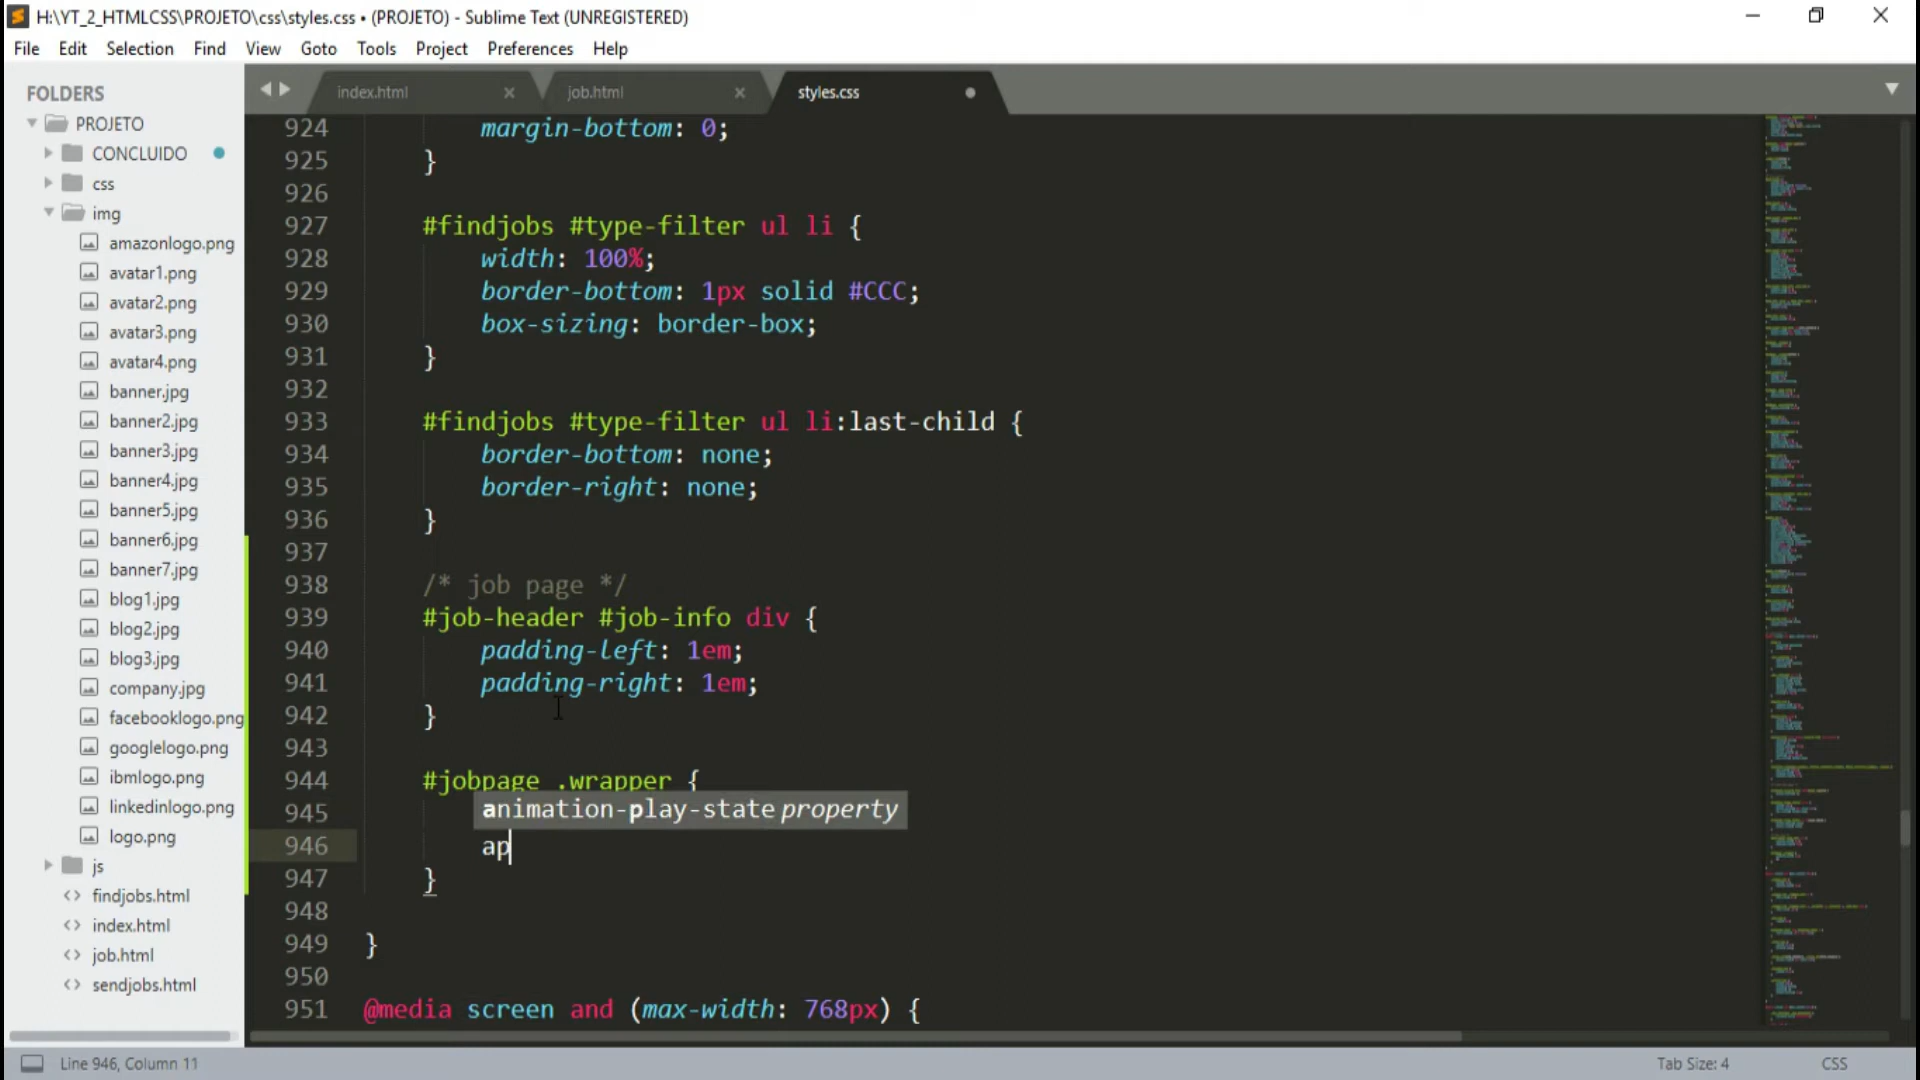 H:\YT_2_HTMLCSS\PROJETO\css\styles.css • (PROJETO) - Sublime Text (UNREGISTERED)
File Edit Selection Find View Goto Tools Project Preferences Help
FOLDERS
PROJETO
CONCLUIDO
css
img
amazonlogo.png
avatar1.png
avatar2.png
avatar3.png
avatar4.png
banner.jpg
banner2.jpg
banner3.jpg
banner4.jpg
banner5.jpg
banner6.jpg
banner7.jpg
blog1.jpg
blog2.jpg
blog3.jpg
company.jpg
facebooklogo.png
googlelogo.png
ibmlogo.png
linkedinlogo.png
logo.png
js
findjobs.html
index.html
job.html
sendjobs.html
index.html job.html styles.css
924 margin-bottom: 0;
925 }
926
927 #findjobs #type-filter ul li {
928 width: 100%;
929 border-bottom: 1px solid #CCC;
930 box-sizing: border-box;
931 }
932
933 #findjobs #type-filter ul li:last-child {
934 border-bottom: none;
935 border-right: none;
936 }
937
938 /* job page */
939 #job-header #job-info div {
940 padding-left: 1em;
941 padding-right: 1em;
942 }
943
944 #jobpage .wrapper {
945 animation-play-state property
946 ap
947 }
948
949 }
950
951 @media screen and (max-width: 768px) {
Line 946, Column 11 Tab Size: 4 CSS